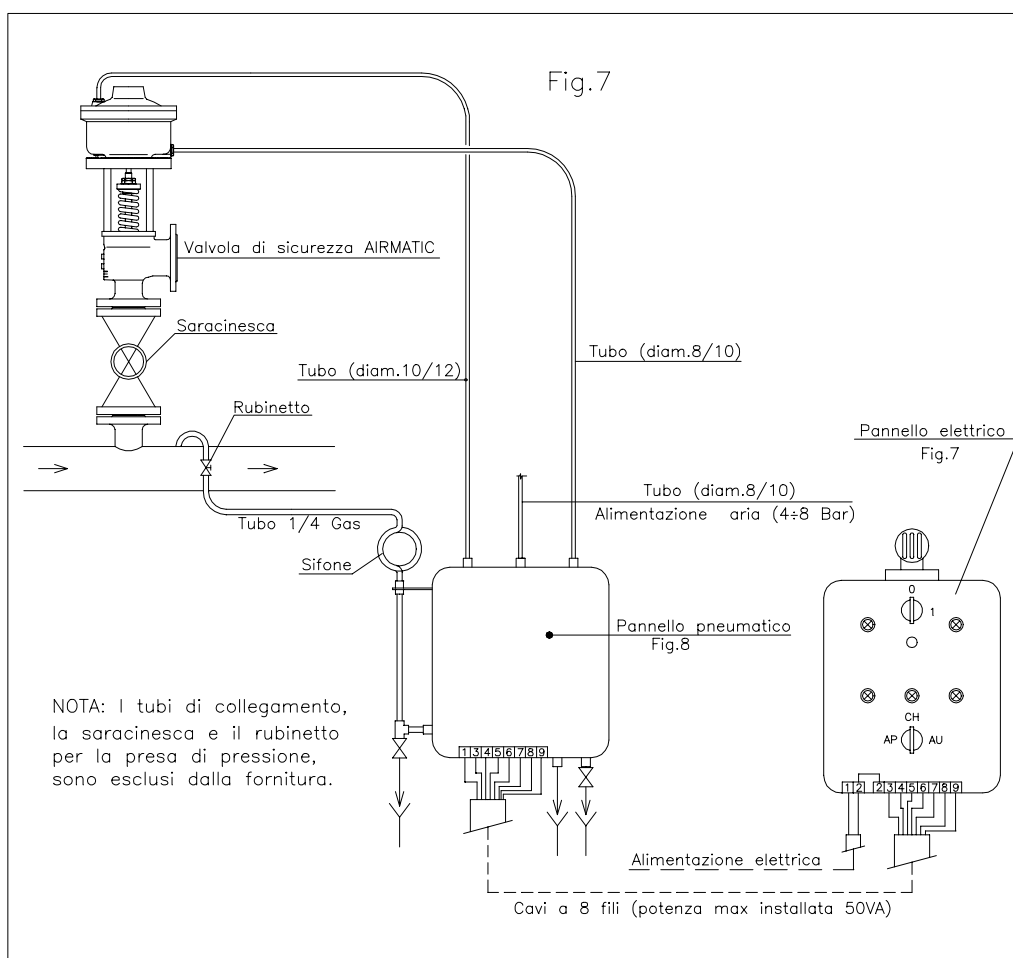 Fig.7
Valvola di sicurezza AIRMATIC
Saracinesca
Tubo (diam.10/12)
Tubo (diam.8/10)
Rubinetto
Pannello elettrico
Fig.7
Tubo (diam.8/10)
Alimentazione aria (4÷8 Bar)
Tubo 1/4 Gas
Sifone
0
1
Pannello pneumatico
Fig.8
NOTA: I tubi di collegamento,
la saracinesca e il rubinetto
per la presa di pressione,
sono esclusi dalla fornitura.
CH
AP AU
1 3 4 5 6 7 8 9
1 2 2 3 4 5 6 7 8 9
Alimentazione elettrica
Cavi a 8 fili (potenza max installata 50VA)